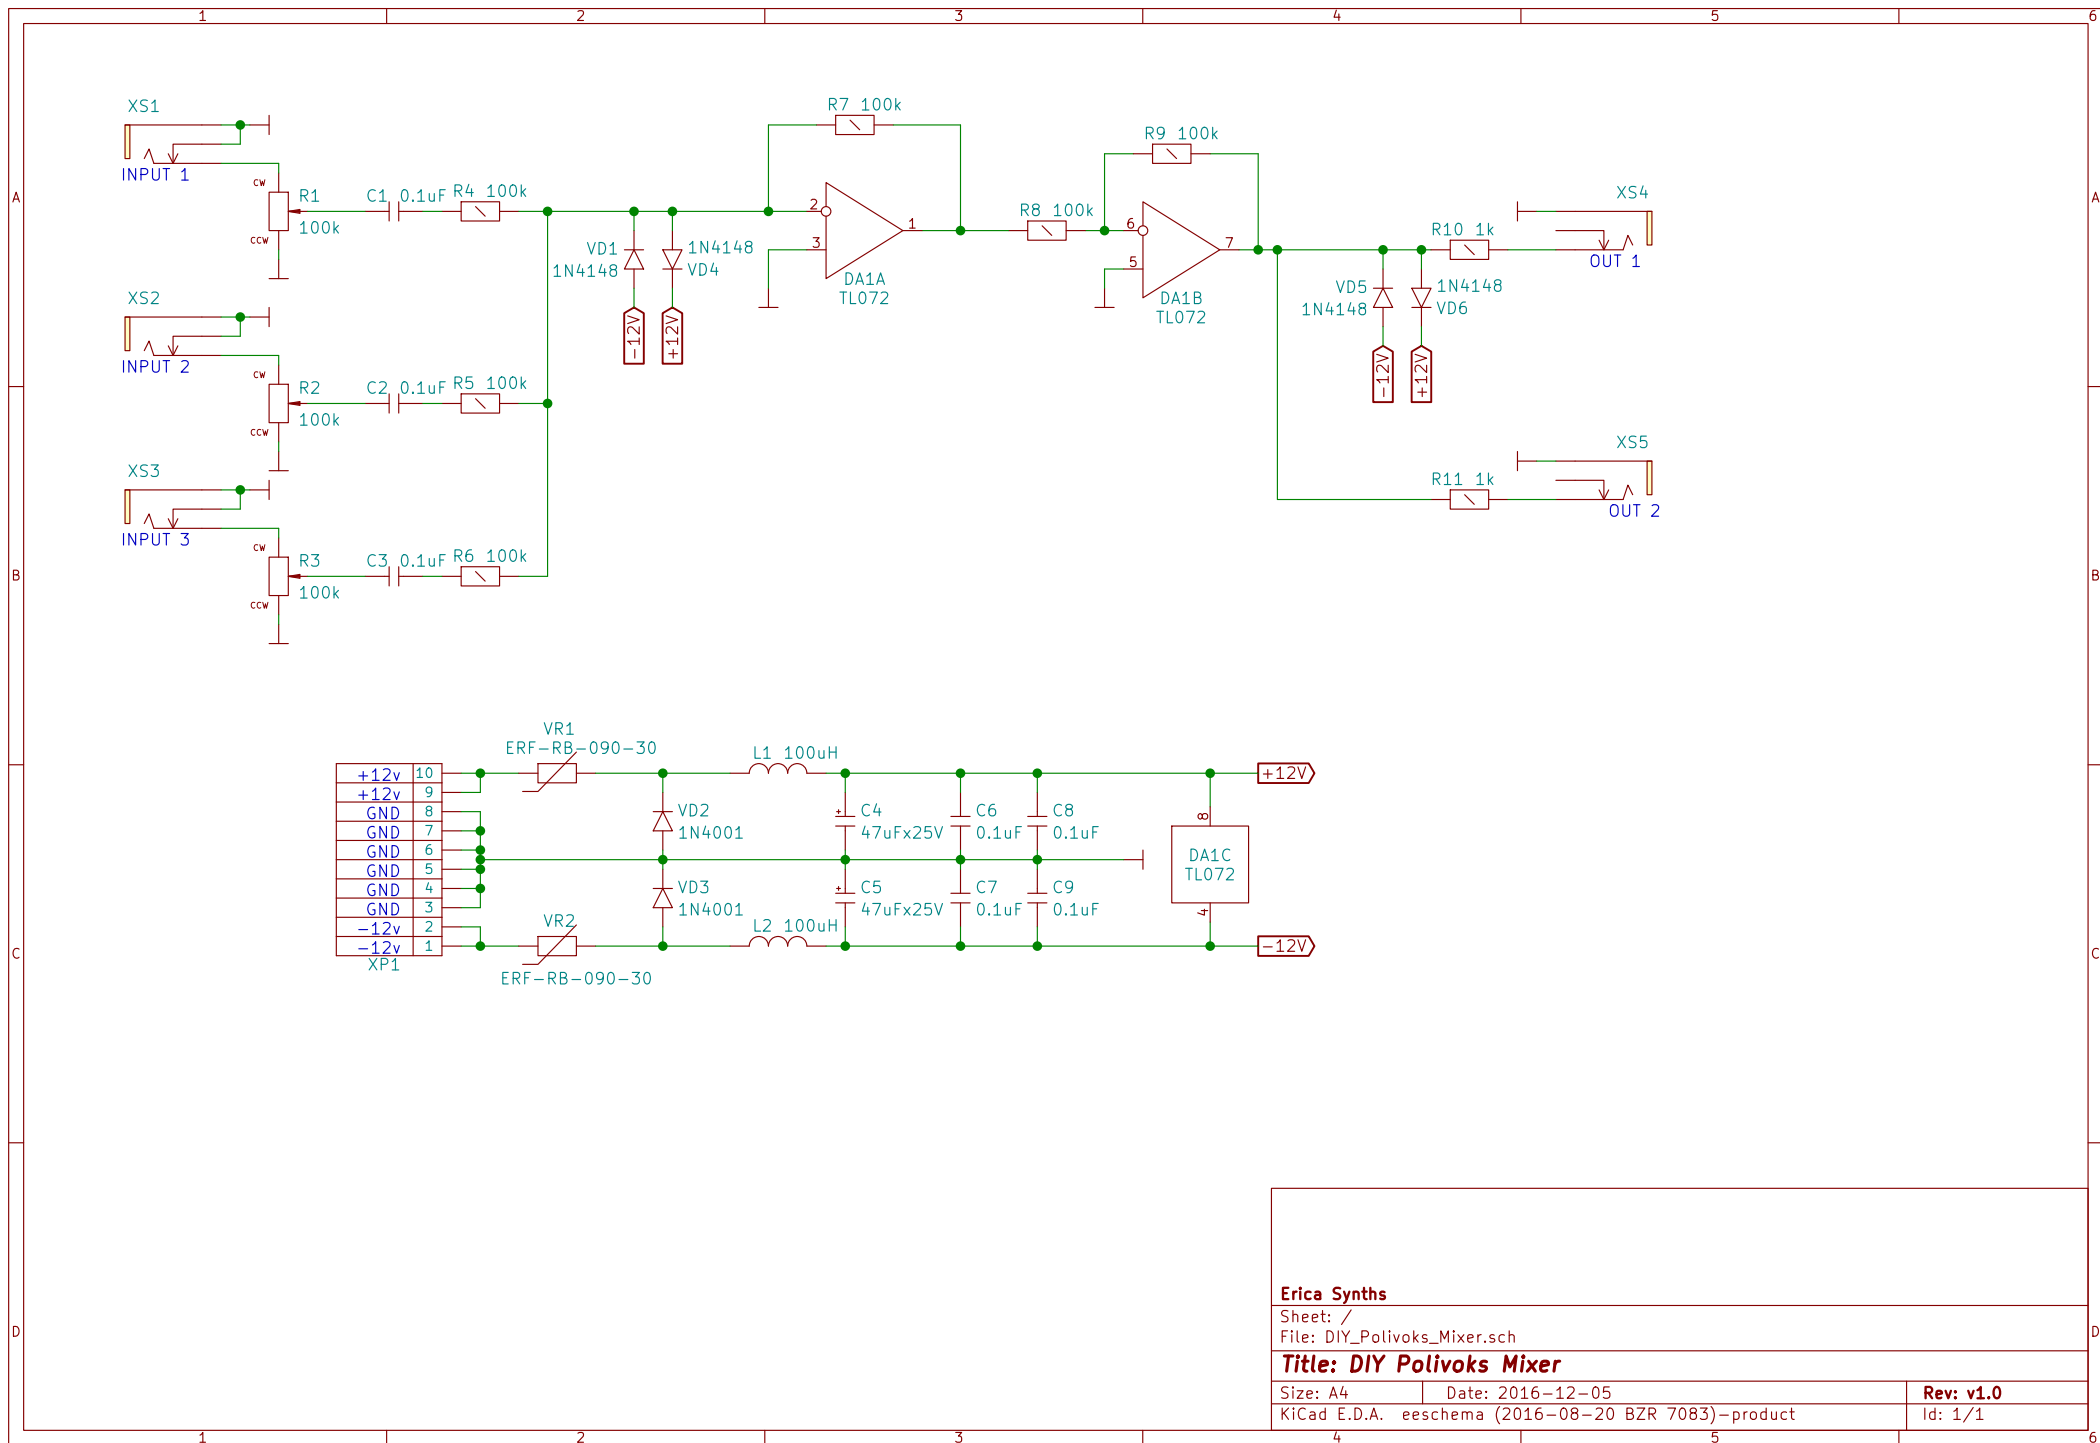 1 2 3 4 5 6
A A
B B
C C
D D
XS1
INPUT 1
CW
R1
100k
CCW
C1 0.1uF
R4 100k
XS2
INPUT 2
CW
R2
100k
CCW
C2 0.1uF
R5 100k
XS3
INPUT 3
CW
R3
100k
CCW
C3 0.1uF
R6 100k
VD1
1N4148
-12V
1N4148
VD4
+12V
R7 100k
2
3
1
DA1A
TL072
R8 100k
R9 100k
6
5
7
DA1B
TL072
VD5
1N4148
-12V
1N4148
VD6
+12V
R10 1k
XS4
OUT 1
R11 1k
XS5
OUT 2
+12v 10
+12v 9
GND 8
GND 7
GND 6
GND 5
GND 4
GND 3
-12v 2
-12v 1
XP1
VR1
ERF-RB-090-30
VR2
ERF-RB-090-30
VD2
1N4001
VD3
1N4001
L1 100uH
L2 100uH
+
C4
47uFx25V
+
C5
47uFx25V
C6
0.1uF
C7
0.1uF
C8
0.1uF
C9
0.1uF
8
DA1C
TL072
4
+12V
-12V
Erica Synths
Sheet: /
File: DIY_Polivoks_Mixer.sch
Title: DIY Polivoks Mixer
Size: A4 Date: 2016-12-05 Rev: v1.0
KiCad E.D.A. eeschema (2016-08-20 BZR 7083)-product Id: 1/1
1 2 3 4 5 6